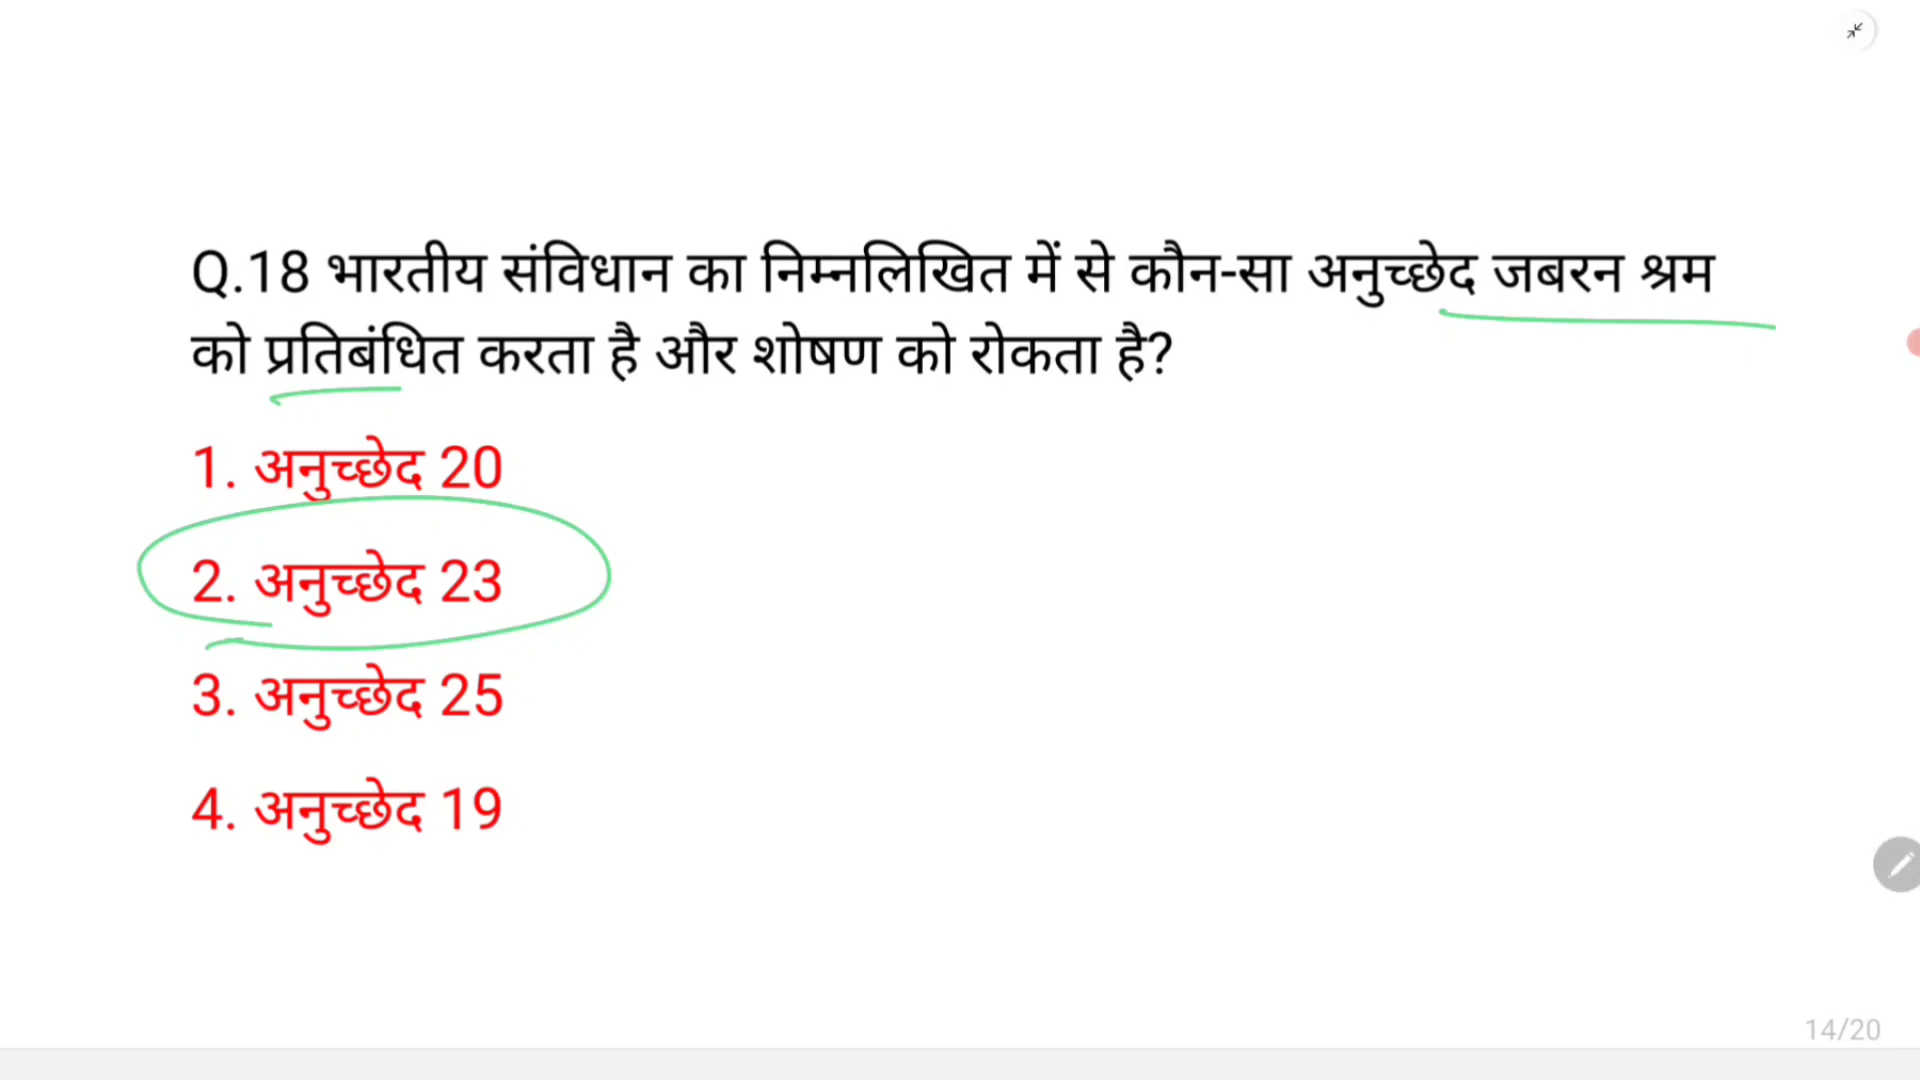 Q.18 भारतीय संविधान का निम्नलिखित में से कौन-सा अनुच्छेद जबरन श्रम
को प्रतिबंधित करता है और शोषण को रोकता है?
1. अनुच्छेद 20
2. अनुच्छेद 23
3. अनुच्छेद 25
4. अनुच्छेद 19
14/20